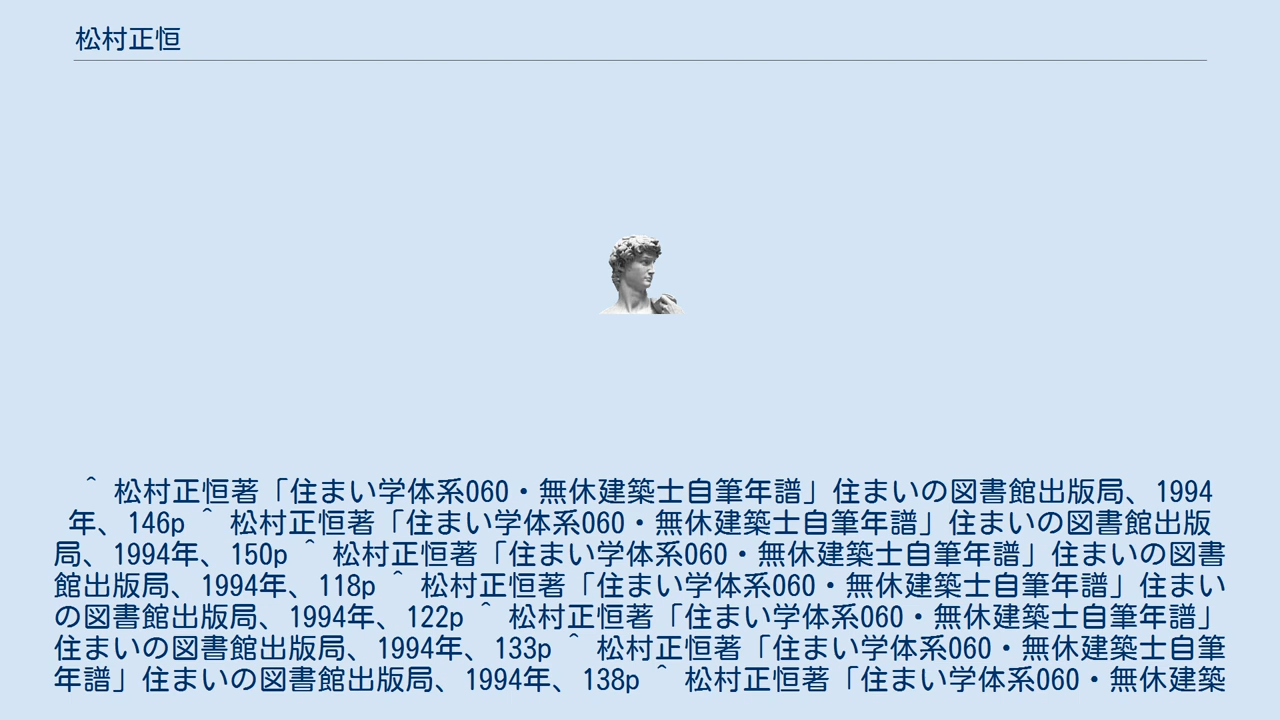 松村正恒
^ 松村正恒著「住まい学体系060・無休建築士自筆年譜」住まいの図書館出版局、1994
年、146p ^ 松村正恒著「住まい学体系060・無休建築士自筆年譜」住まいの図書館出版
局、1994年、150p ^ 松村正恒著「住まい学体系060・無休建築士自筆年譜」住まいの図書
館出版局、1994年、118p ^ 松村正恒著「住まい学体系060・無休建築士自筆年譜」住まい
の図書館出版局、1994年、122p ^ 松村正恒著「住まい学体系060・無休建築士自筆年譜」
住まいの図書館出版局、1994年、133p ^ 松村正恒著「住まい学体系060・無休建築士自筆
年譜」住まいの図書館出版局、1994年、138p ^ 松村正恒著「住まい学体系060・無休建築